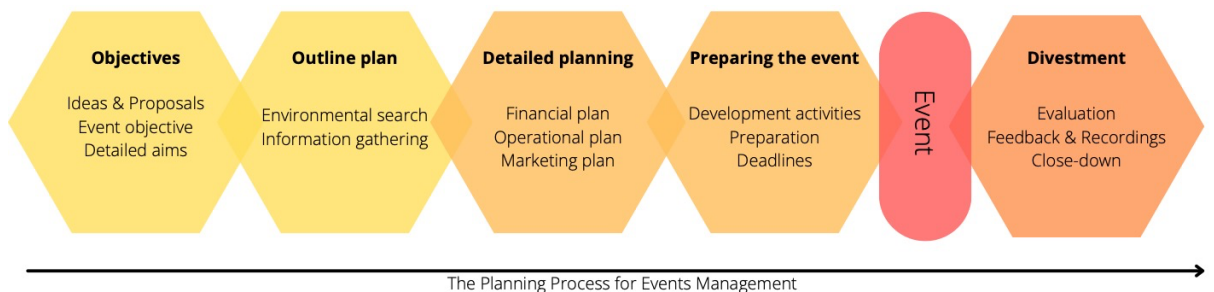 Objectives
Ideas & Proposals
Event objective
Detailed aims
Outline plan
Environmental search
Information gathering
Detailed planning
Financial plan
Operational plan
Marketing plan
Preparing the event
Development activities
Preparation
Deadlines
Event
Divestment
Evaluation
Feedback & Recordings
Close-down
The Planning Process for Events Management